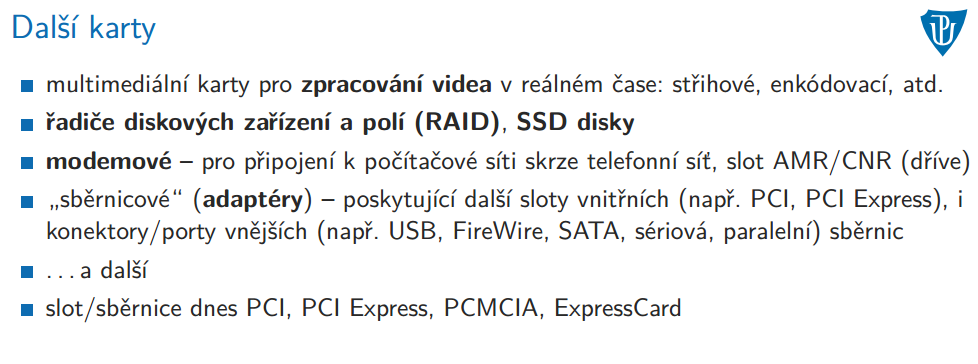 Další karty
multimediální karty pro zpracování videa v reálném čase: střihové, enkódovací, atd.
řadiče diskových zařízení a polí (RAID), SSD disky
modemové – pro připojení k počítačové síti skrze telefonní síť, slot AMR/CNR (dříve)
„sběrnicové“ (adaptéry) – poskytující další sloty vnitřních (např. PCI, PCI Express), i
konektory/porty vnějších (např. USB, FireWire, SATA, sériová, paralelní) sběrnic
. . . a další
slot/sběrnice dnes PCI, PCI Express, PCMCIA, ExpressCard